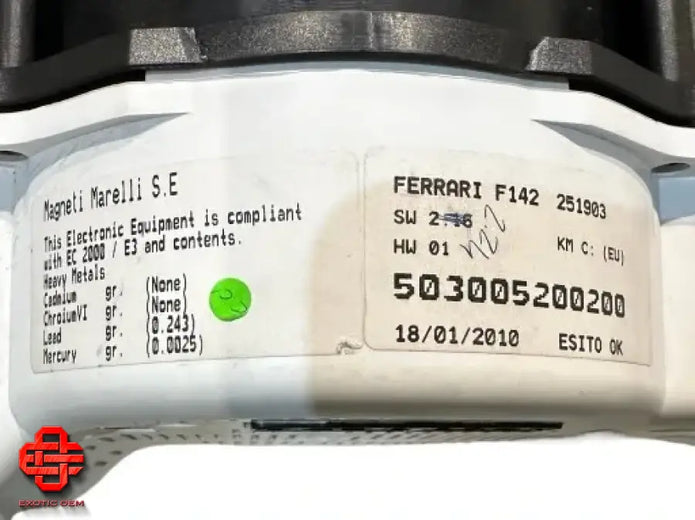 Magneti Marelli S.E
This Electronic Equipment is compliant
with EC 2000 / E3 and contents.
Heavy Metals
Cadmium gr. (None)
ChroiumVI gr. (None)
Lead gr. (0.243)
Mercury gr. (0.0025)
FERRARI F142 251903
SW 2.16
HW 01 KM C: (EU)
503005200200
18/01/2010 ESITO OK
EXOTIC OEM